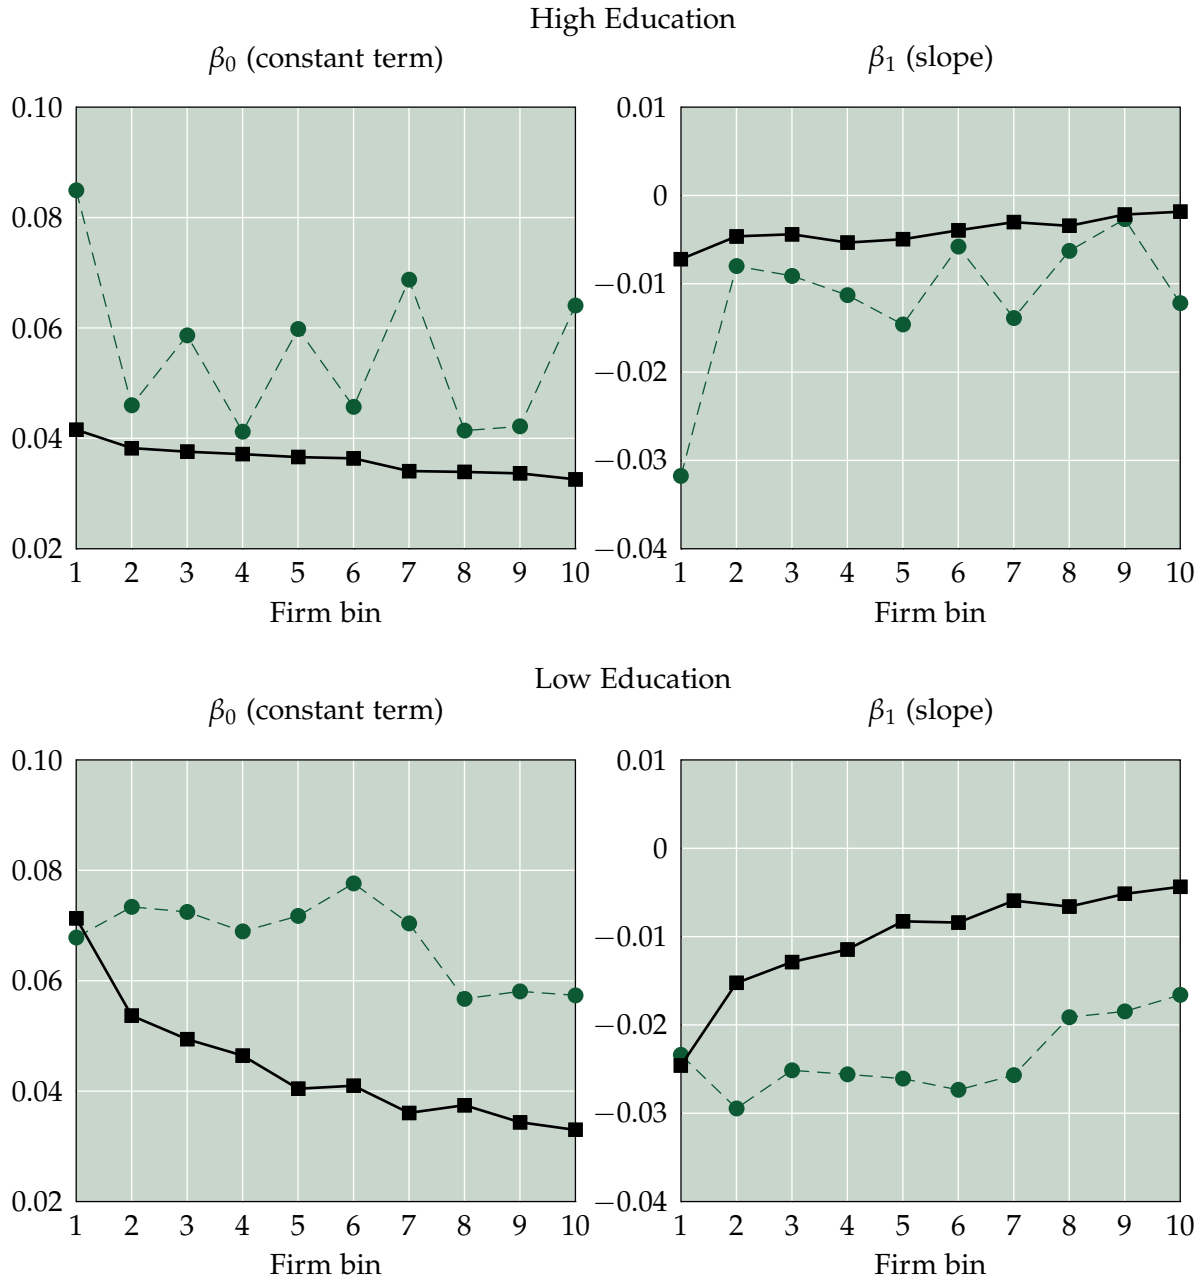 High Education
β0 (constant term)
0.10
0.08
0.06
0.04
0.02
1 2 3 4 5 6 7 8 9 10
Firm bin
β1 (slope)
0.01
0
−0.01
−0.02
−0.03
−0.04
1 2 3 4 5 6 7 8 9 10
Firm bin
Low Education
β0 (constant term)
0.10
0.08
0.06
0.04
0.02
1 2 3 4 5 6 7 8 9 10
Firm bin
β1 (slope)
0.01
0
−0.01
−0.02
−0.03
−0.04
1 2 3 4 5 6 7 8 9 10
Firm bin